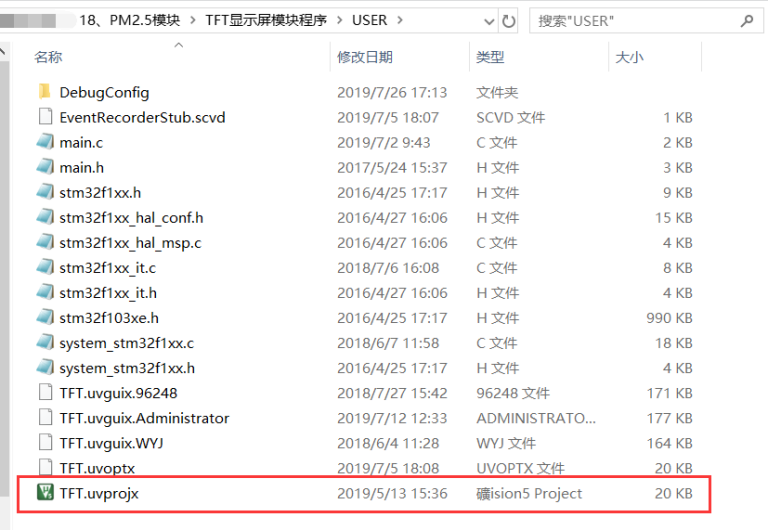 18、PM2.5模块 > TFT显示屏模块程序 > USER > 搜索"USER"
名称 修改日期 类型 大小
DebugConfig 2019/7/26 17:13 文件夹
EventRecorderStub.scvd 2019/7/5 18:07 SCVD 文件 1 KB
main.c 2019/7/2 9:43 C 文件 2 KB
main.h 2017/5/24 15:37 H 文件 3 KB
stm32f1xx.h 2016/4/25 17:17 H 文件 9 KB
stm32f1xx_hal_conf.h 2016/4/27 16:06 H 文件 15 KB
stm32f1xx_hal_msp.c 2016/4/27 16:06 C 文件 4 KB
stm32f1xx_it.c 2018/7/6 16:08 C 文件 8 KB
stm32f1xx_it.h 2016/4/27 16:06 H 文件 4 KB
stm32f103xe.h 2016/4/25 17:17 H 文件 990 KB
system_stm32f1xx.c 2018/6/7 11:58 C 文件 18 KB
system_stm32f1xx.h 2016/4/25 17:17 H 文件 4 KB
TFT.uvguix.96248 2018/7/27 15:42 96248 文件 171 KB
TFT.uvguix.Administrator 2019/7/12 12:33 ADMINISTRATO... 177 KB
TFT.uvguix.WYJ 2018/6/4 11:28 WYJ 文件 164 KB
TFT.uvoptx 2019/7/5 18:08 UVOPTX 文件 20 KB
TFT.uvprojx 2019/5/13 15:36 礦ision5 Project 20 KB